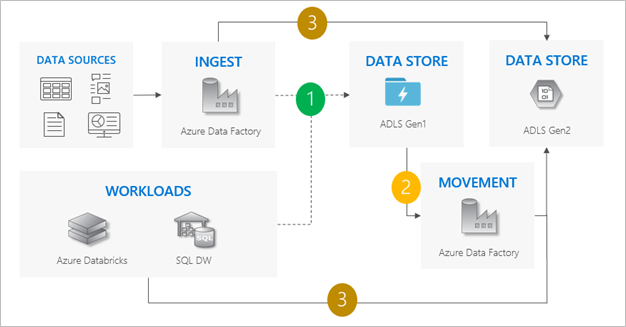 3
DATA SOURCES
INGEST
Azure Data Factory
1
DATA STORE
ADLS Gen1
DATA STORE
ADLS Gen2
2
MOVEMENT
Azure Data Factory
WORKLOADS
Azure Databricks
SQL
SQL DW
3